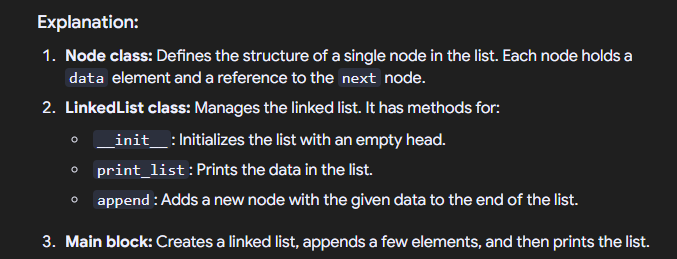 Explanation:
1. Node class: Defines the structure of a single node in the list. Each node holds a
data element and a reference to the next node.
2. LinkedList class: Manages the linked list. It has methods for:
○ __init__: Initializes the list with an empty head.
○ print_list: Prints the data in the list.
○ append: Adds a new node with the given data to the end of the list.
3. Main block: Creates a linked list, appends a few elements, and then prints the list.